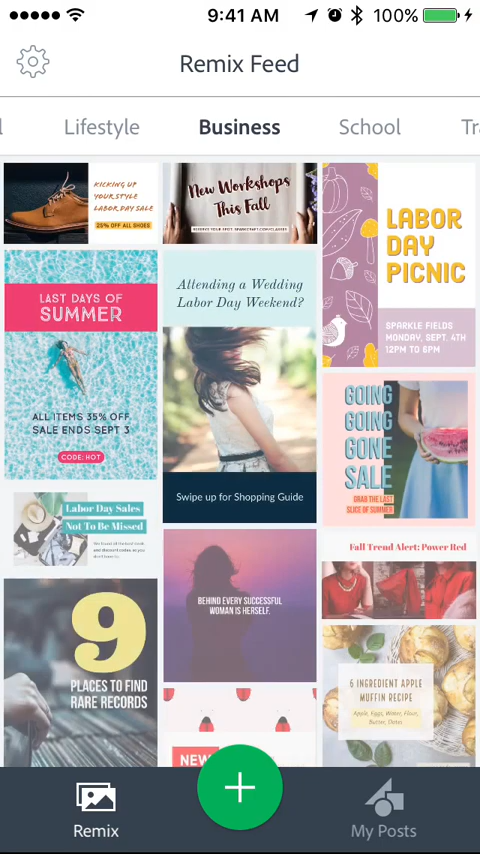 9:41 AM
100%
Remix Feed
Lifestyle
Business
School
KICKING UP
YOUR STYLE
LABOR DAY SALE
25% OFF ALL SHOES
New Workshops
This Fall
LABOR
DAY
PICNIC
SPARKLE FIELDS
MONDAY, SEPT. 4TH
12PM TO 8PM
LAST DAYS OF
SUMMER
ALL ITEMS 35% OFF
SALE ENDS SEPT 3
CODE: HOT
Attending a Wedding
Labor Day Weekend?
Swipe up for Shopping Guide
GOING
GOING
GONE
SALE
GRAB THE LAST
SLICE OF SUMMER
Labor Day Sales
Not To Be Missed
Fall Trend Alert: Power Red
BEHIND EVERY SUCCESSFUL
WOMAN IS HERSELF.
9
PLACES TO FIND
RARE RECORDS
6 INGREDIENT APPLE
MUFFIN RECIPE
Apple, Eggs, Water, Flour,
Butter, Oates
NEW
Remix
My Posts